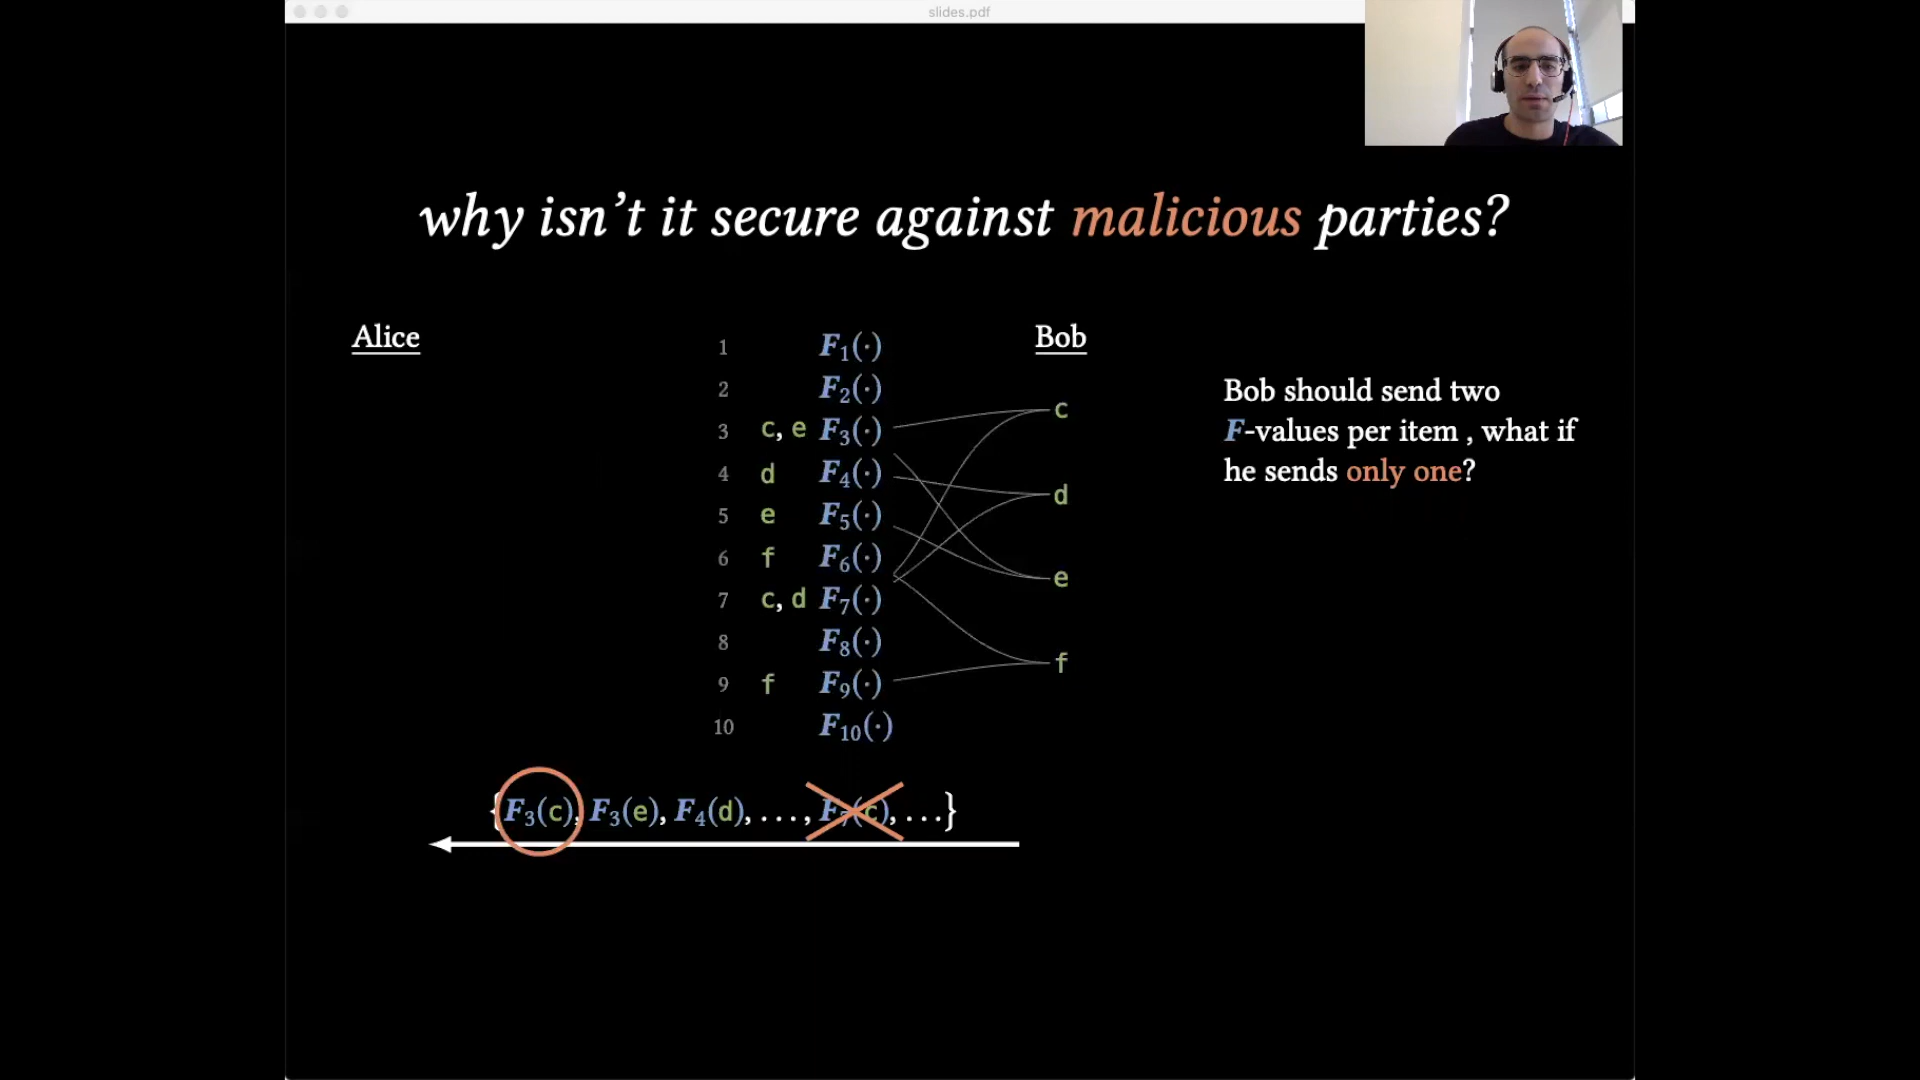 slides.pdf
why isn't it secure against malicious parties?
Alice
Bob
1 F₁(·)
2 F₂(·)
3 c, e F₃(·)
4 d F₄(·)
5 e F₅(·)
6 f F₆(·)
7 c, d F₇(·)
8 F₈(·)
9 f F₉(·)
10 F₁₀(·)
c
d
e
f
Bob should send two
F-values per item , what if
he sends only one?
{F₃(c), F₃(e), F₄(d), . . . , F₇(c), . . .}